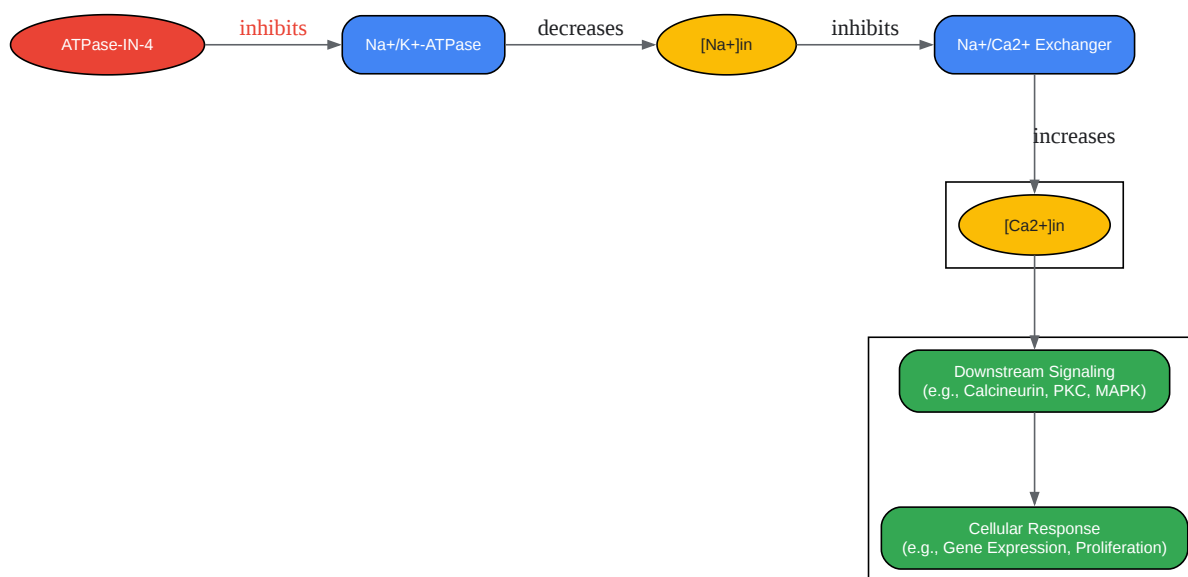 ATPase-IN-4
inhibits
Na+/K+-ATPase
decreases
[Na+]in
inhibits
Na+/Ca2+ Exchanger
increases
[Ca2+]in
Downstream Signaling
(e.g., Calcineurin, PKC, MAPK)
Cellular Response
(e.g., Gene Expression, Proliferation)